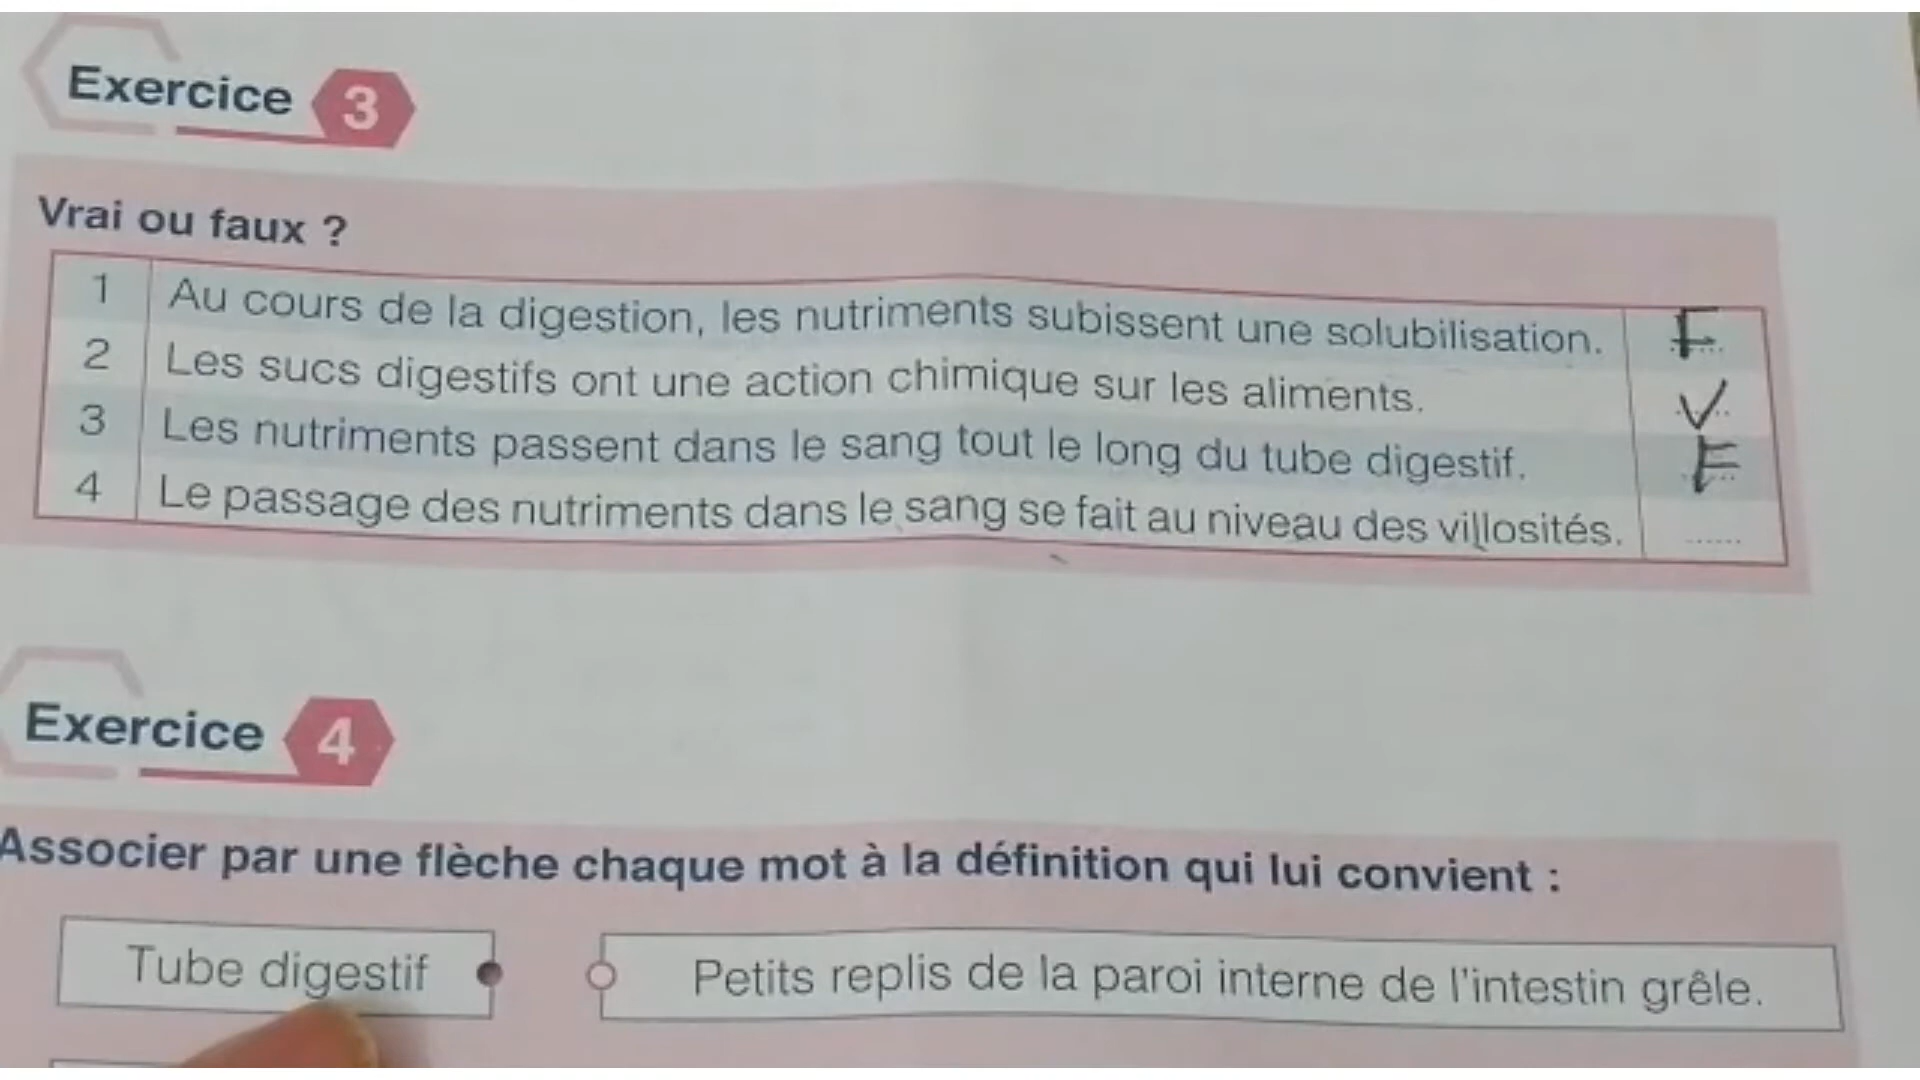 Exercice 3
Vrai ou faux ?
1 Au cours de la digestion, les nutriments subissent une solubilisation. F
2 Les sucs digestifs ont une action chimique sur les aliments. V
3 Les nutriments passent dans le sang tout le long du tube digestif. F
4 Le passage des nutriments dans le sang se fait au niveau des villosités. ......
Exercice 4
Associer par une flèche chaque mot à la définition qui lui convient :
Tube digestif Petits replis de la paroi interne de l'intestin grêle.